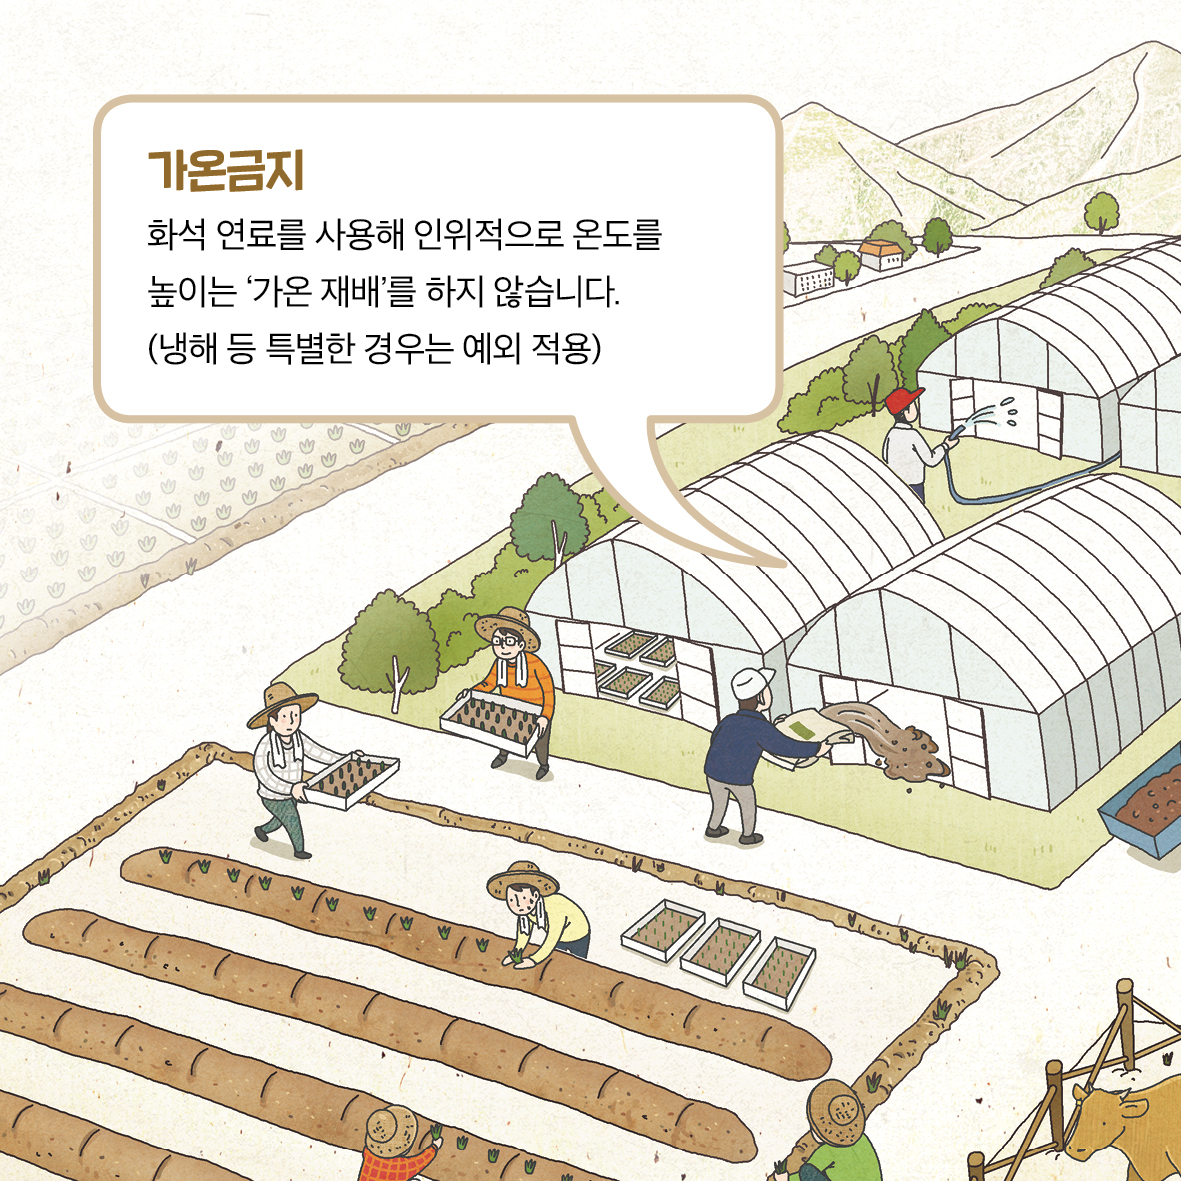 가온금지
화석 연료를 사용해 인위적으로 온도를
높이는 ‘가온 재배’를 하지 않습니다.
(냉해 등 특별한 경우는 예외 적용)